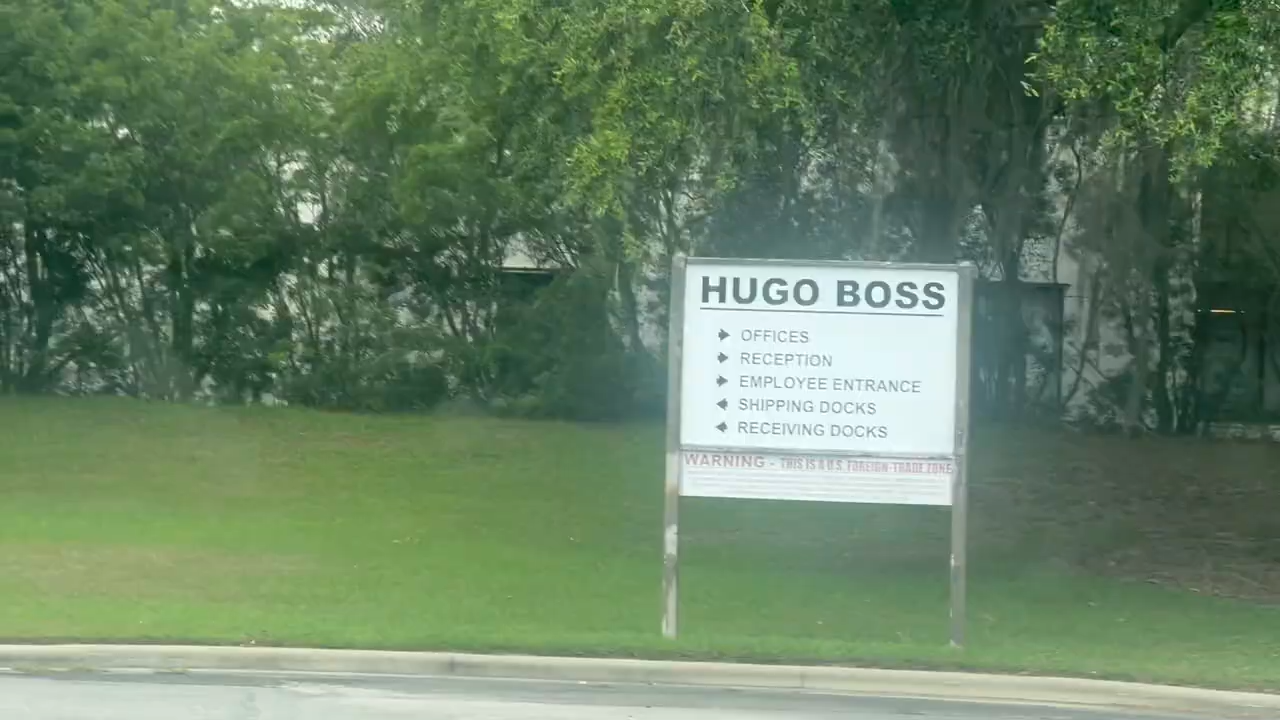 HUGO BOSS
OFFICES
RECEPTION
EMPLOYEE ENTRANCE
SHIPPING DOCKS
RECEIVING DOCKS
WARNING - THIS IS A U.S. FOREIGN-TRADE ZONE